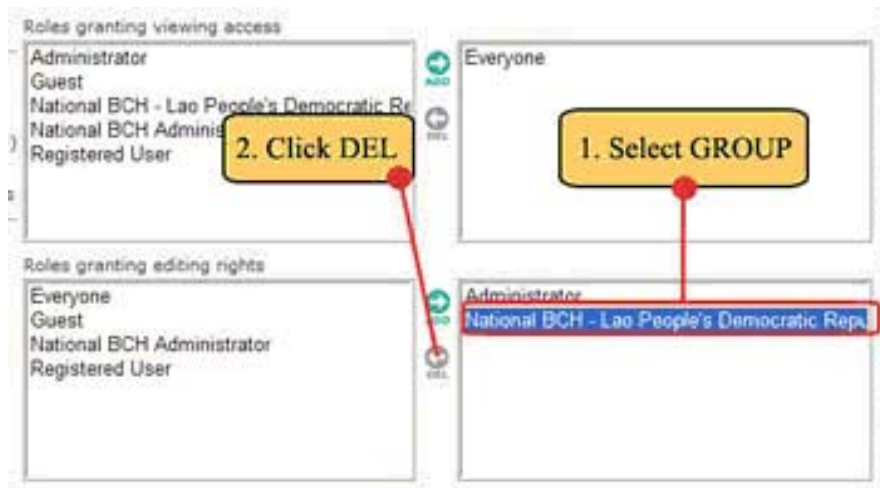 Roles granting viewing access
Administrator
Guest
National BCH - Lao People's Democratic Re
National BCH Adminis
Registered User
ADD
DEL
Everyone
2. Click DEL
1. Select GROUP
Roles granting editing rights
Everyone
Guest
National BCH Administrator
Registered User
DEL
Administrator
National BCH - Lao People's Democratic Repu